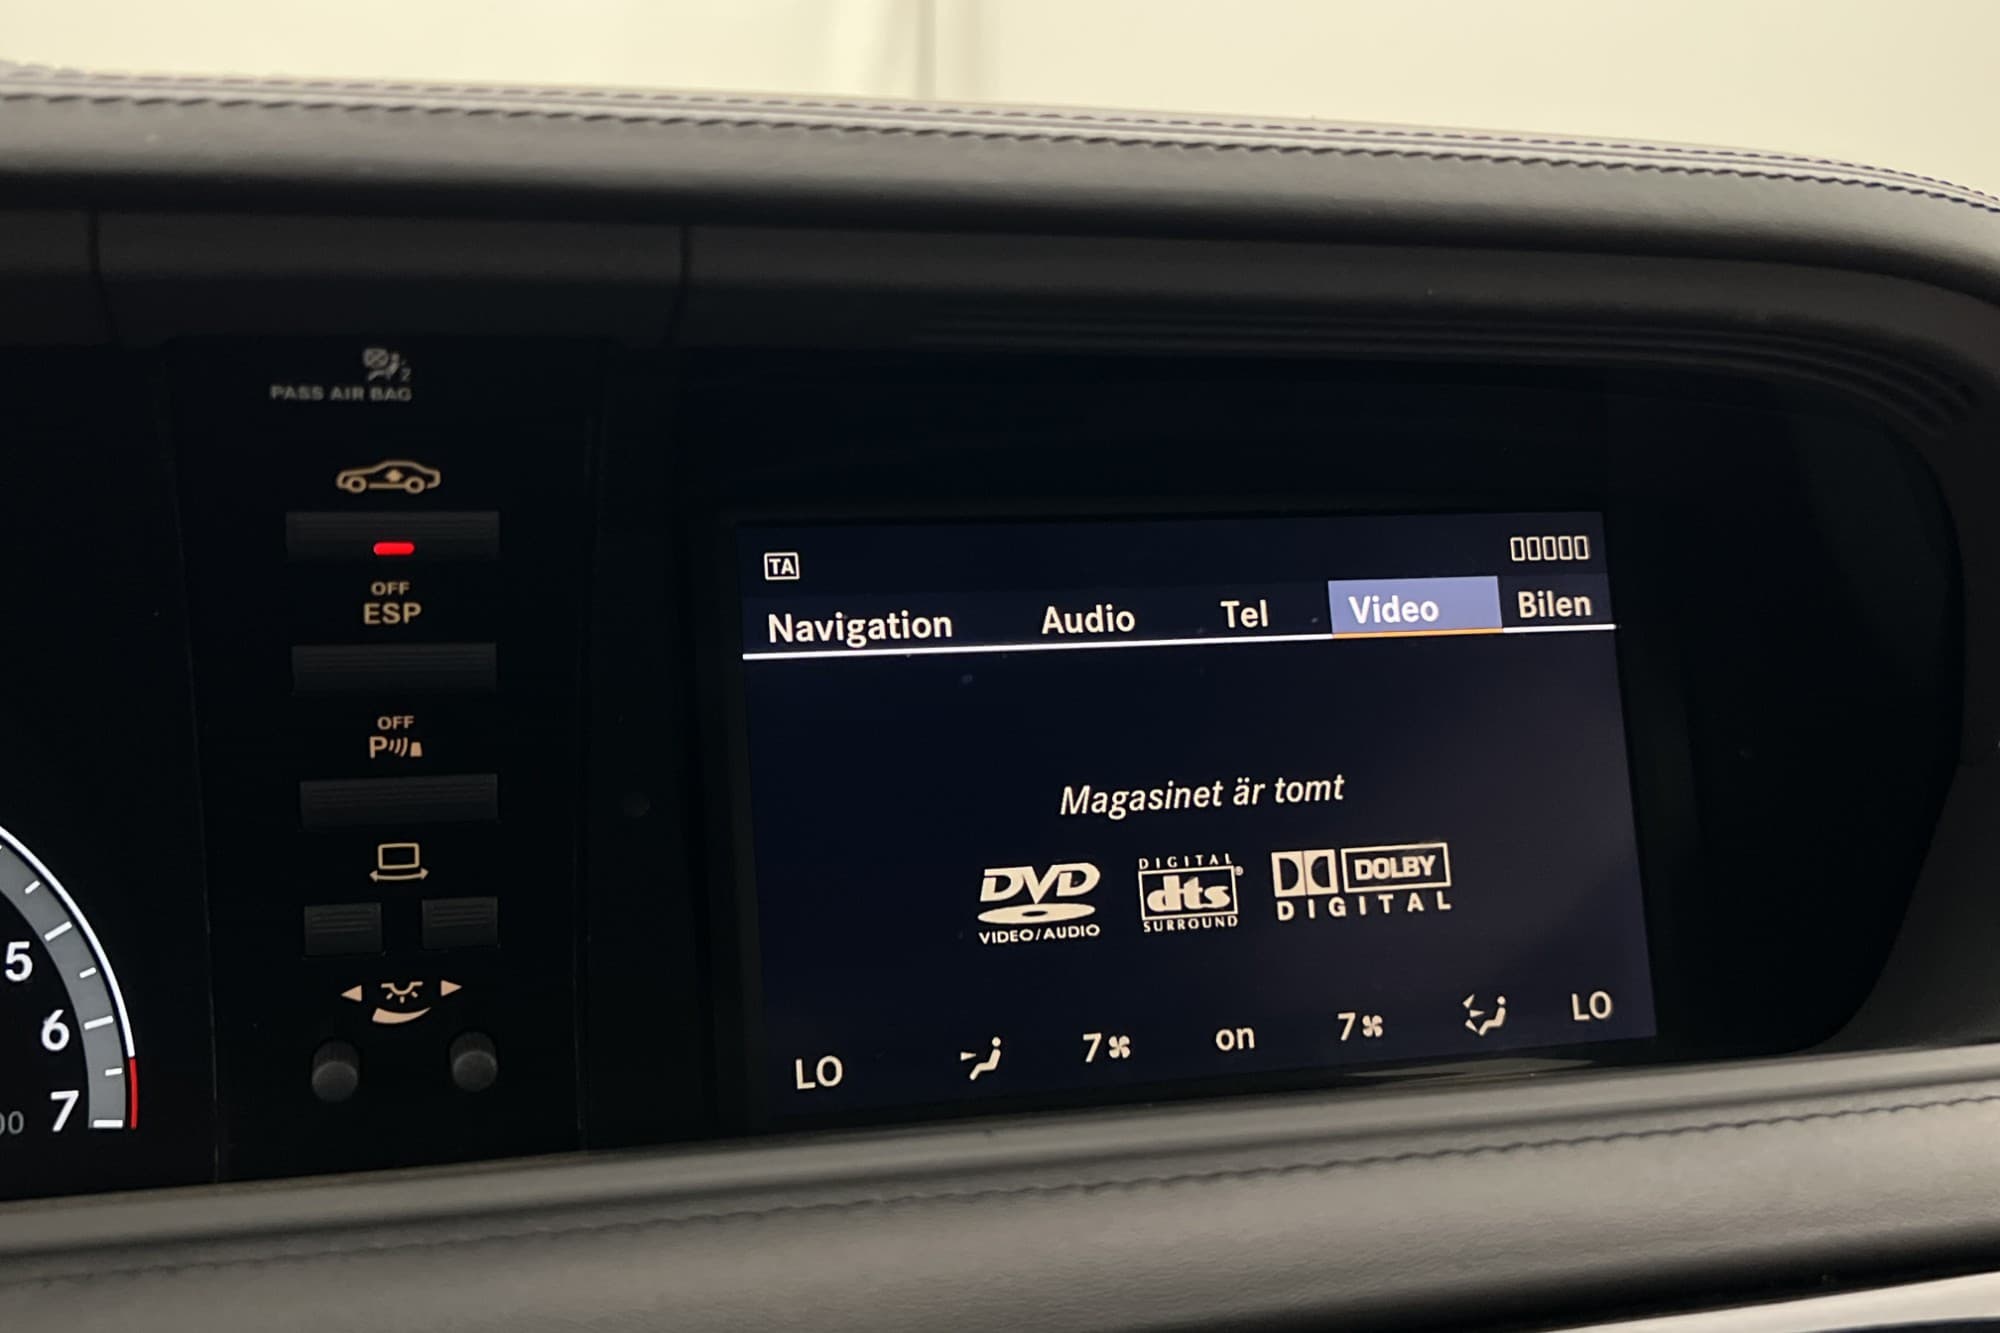 PASS AIR BAG
OFF
ESP
OFF
P
5
6
7
00
TA
Navigation Audio Tel Video Bilen
Magasinet är tomt
DVD
VIDEO/AUDIO
DIGITAL
dts®
SURROUND
DOLBY
DIGITAL
LO 7 on 7 LO